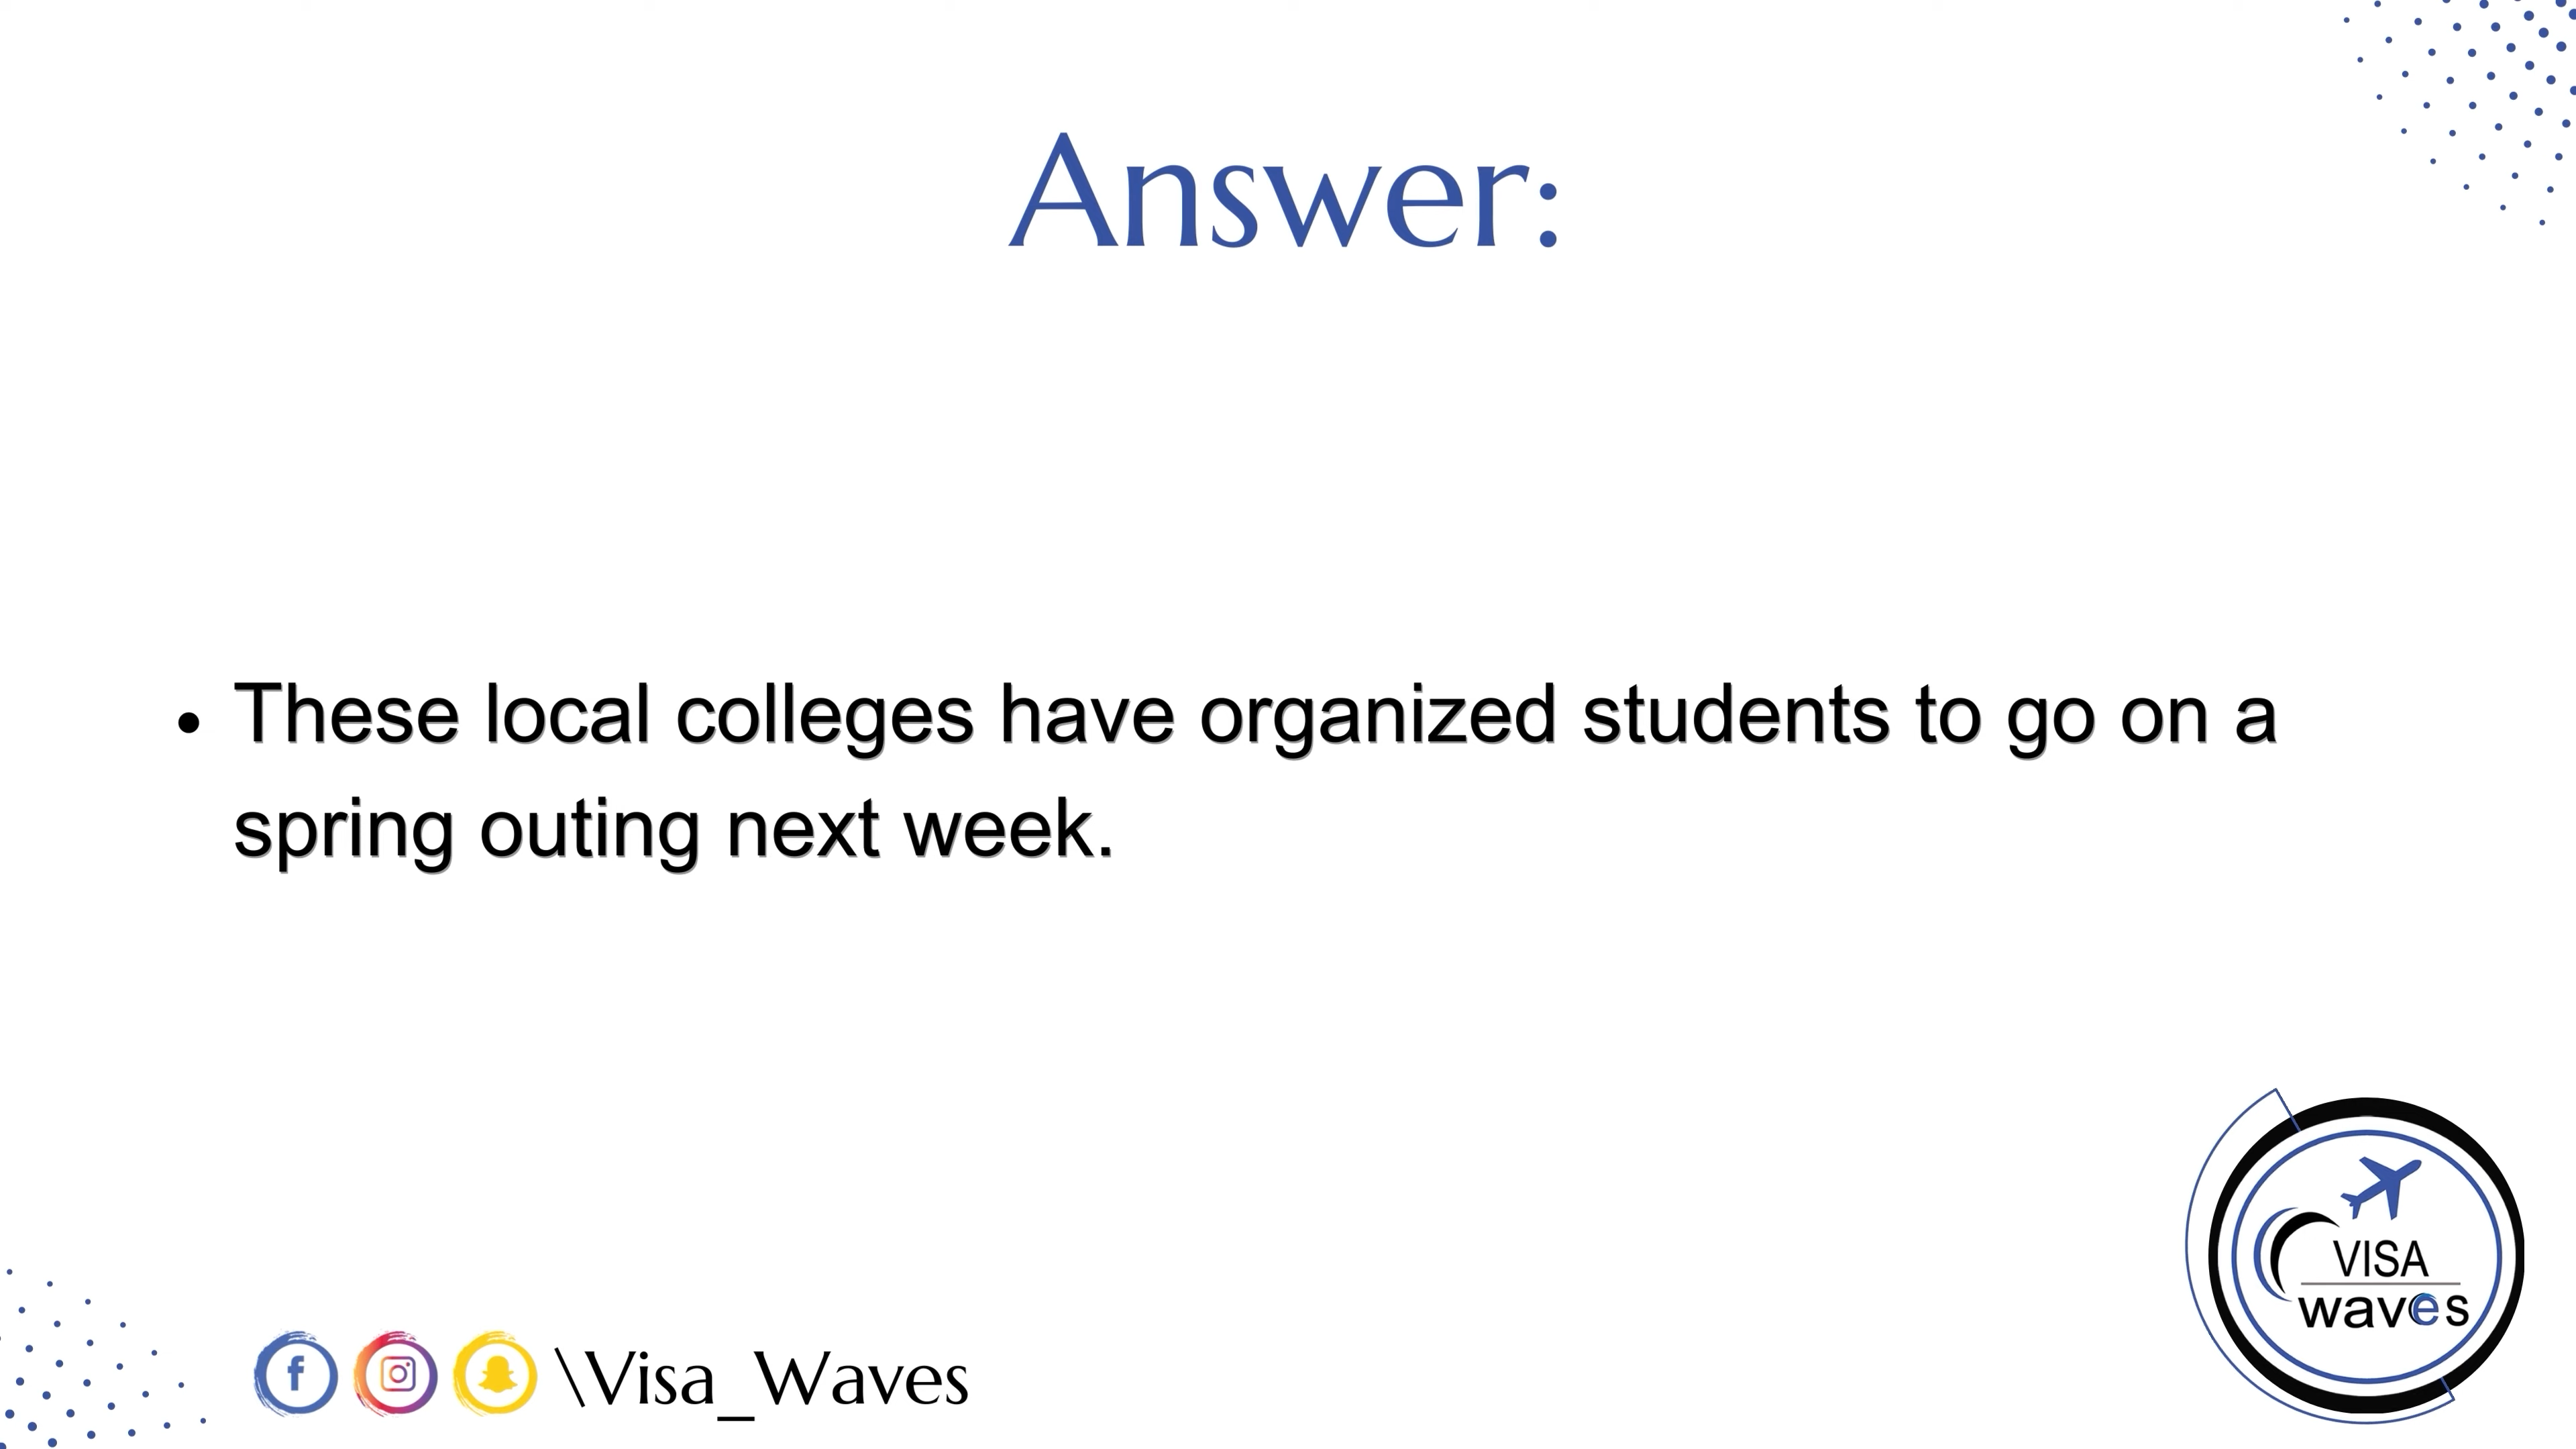 Answer:
• These local colleges have organized students to go on a
spring outing next week.
VISA
waves
\Visa_Waves